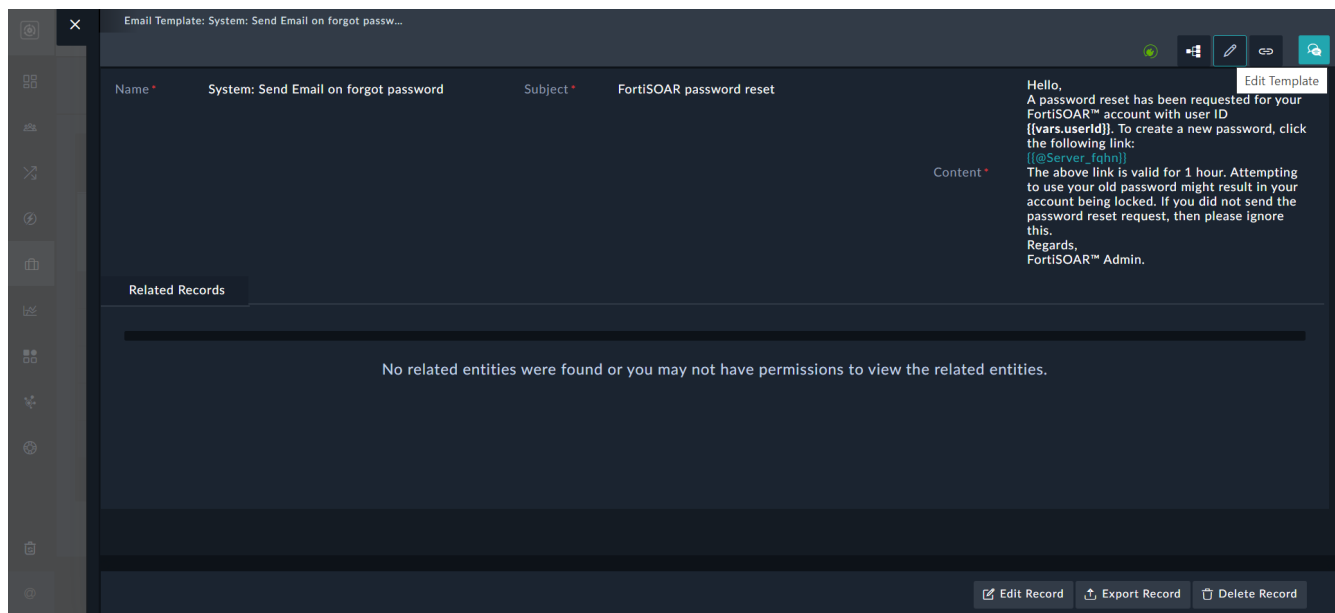 Email Template: System: Send Email on forgot passw...
Edit Template
Name *
System: Send Email on forgot password
Subject *
FortiSOAR password reset
Content *
Hello,
A password reset has been requested for your
FortiSOAR™ account with user ID
{{vars.userId}}. To create a new password, click
the following link:
{{@Server_fqhn}}
The above link is valid for 1 hour. Attempting
to use your old password might result in your
account being locked. If you did not send the
password reset request, then please ignore
this.
Regards,
FortiSOAR™ Admin.
Related Records
No related entities were found or you may not have permissions to view the related entities.
Edit Record
Export Record
Delete Record